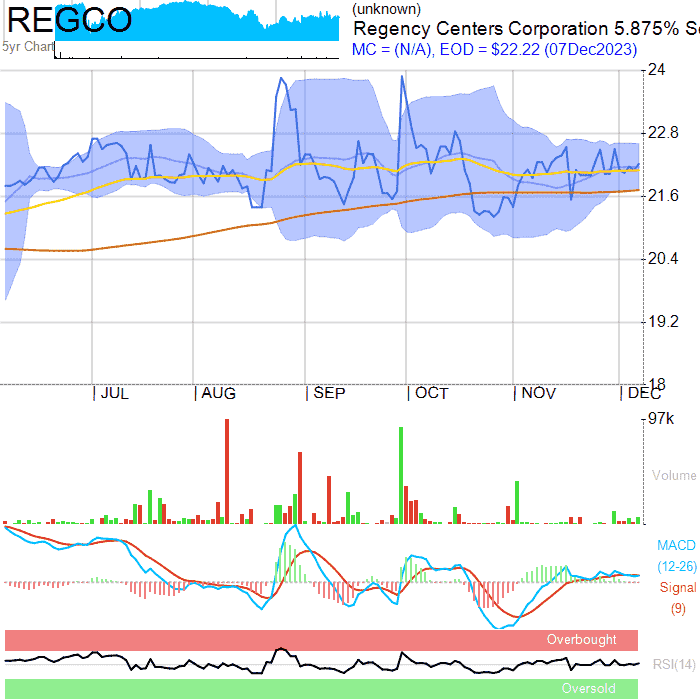 REGCO
5yr Chart
(unknown)
Regency Centers Corporation 5.875%
MC = (N/A), EOD = $22.22 (07Dec2023)
24
22.8
21.6
20.4
19.2
18
| JUL | AUG | SEP | OCT | NOV | DEC
97k
Volume
MACD
(12-26)
Signal
(9)
Overbought
RSI(14)
Oversold